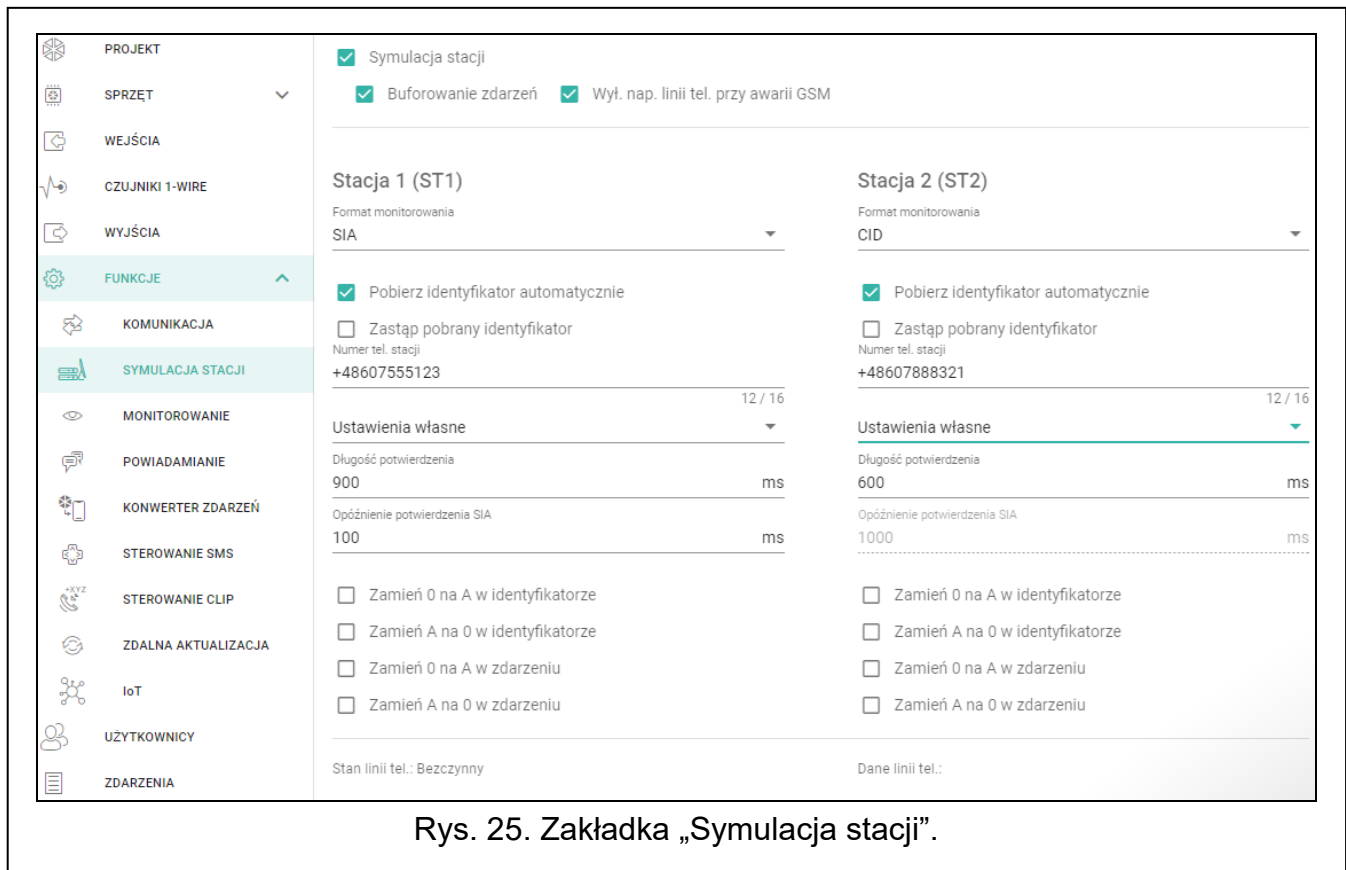 PROJEKT
SPRZĘT
WEJŚCIA
CZUJNIKI 1-WIRE
WYJŚCIA
FUNKCJE
KOMUNIKACJA
SYMULACJA STACJI
MONITOROWANIE
POWIADAMIANIE
KONWERTER ZDARZEŃ
STEROWANIE SMS
+XYZ
STEROWANIE CLIP
ZDALNA AKTUALIZACJA
IoT
UŻYTKOWNICY
ZDARZENIA
Symulacja stacji
Buforowanie zdarzeń Wył. nap. linii tel. przy awarii GSM
Stacja 1 (ST1)
Format monitorowania
SIA
Pobierz identyfikator automatycznie
Zastąp pobrany identyfikator
Numer tel. stacji
+48607555123
12 / 16
Ustawienia własne
Długość potwierdzenia
900 ms
Opóźnienie potwierdzenia SIA
100 ms
Zamień 0 na A w identyfikatorze
Zamień A na 0 w identyfikatorze
Zamień 0 na A w zdarzeniu
Zamień A na 0 w zdarzeniu
Stacja 2 (ST2)
Format monitorowania
CID
Pobierz identyfikator automatycznie
Zastąp pobrany identyfikator
Numer tel. stacji
+48607888321
12 / 16
Ustawienia własne
Długość potwierdzenia
600 ms
Opóźnienie potwierdzenia SIA
1000 ms
Zamień 0 na A w identyfikatorze
Zamień A na 0 w identyfikatorze
Zamień 0 na A w zdarzeniu
Zamień A na 0 w zdarzeniu
Stan linii tel.: Bezczynny
Dane linii tel.:
Rys. 25. Zakładka „Symulacja stacji”.